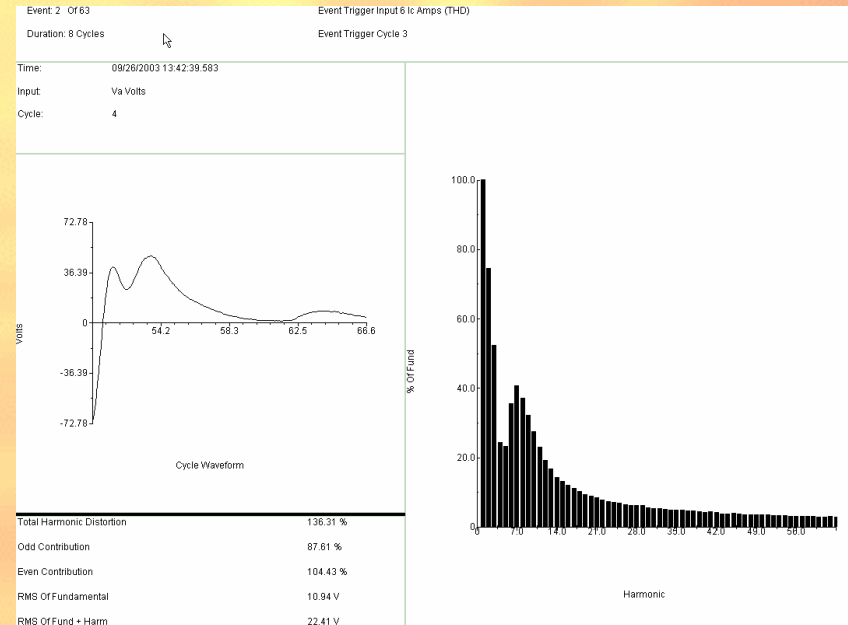 Event: 2 Of 63
Event Trigger Input 6 Ic Amps (THD)
Duration: 8 Cycles
Event Trigger Cycle 3
Time: 09/26/2003 13:42:39.583
Input: Va Volts
Cycle: 4
72.78
36.39
0
-36.39
-72.78
54.2 58.3 62.5 66.6
Volts
Cycle Waveform
100.0
80.0
60.0
40.0
20.0
0
0 7.0 14.0 21.0 28.0 35.0 42.0 49.0 56.0
% Of Fund
Harmonic
Total Harmonic Distortion 136.31 %
Odd Contribution 87.61 %
Even Contribution 104.43 %
RMS Of Fundamental 10.94 V
RMS Of Fund + Harm 22.41 V